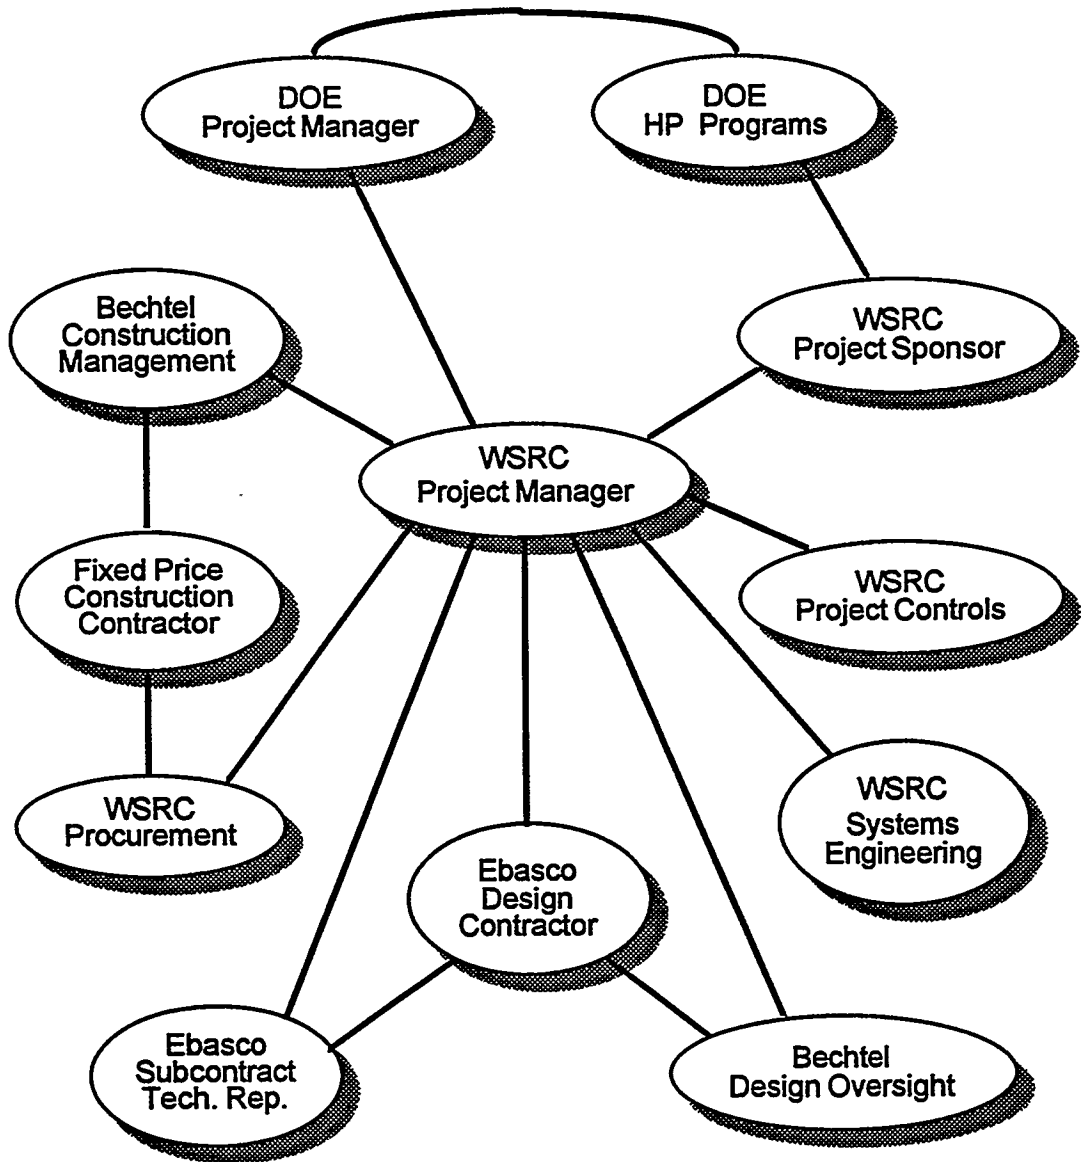 DOE
Project Manager
DOE
HP Programs
Bechtel
Construction
Management
WSRC
Project Sponsor
WSRC
Project Manager
Fixed Price
Construction
Contractor
WSRC
Project Controls
WSRC
Procurement
WSRC
Systems
Engineering
Ebasco
Design
Contractor
Ebasco
Subcontract
Tech. Rep.
Bechtel
Design Oversight